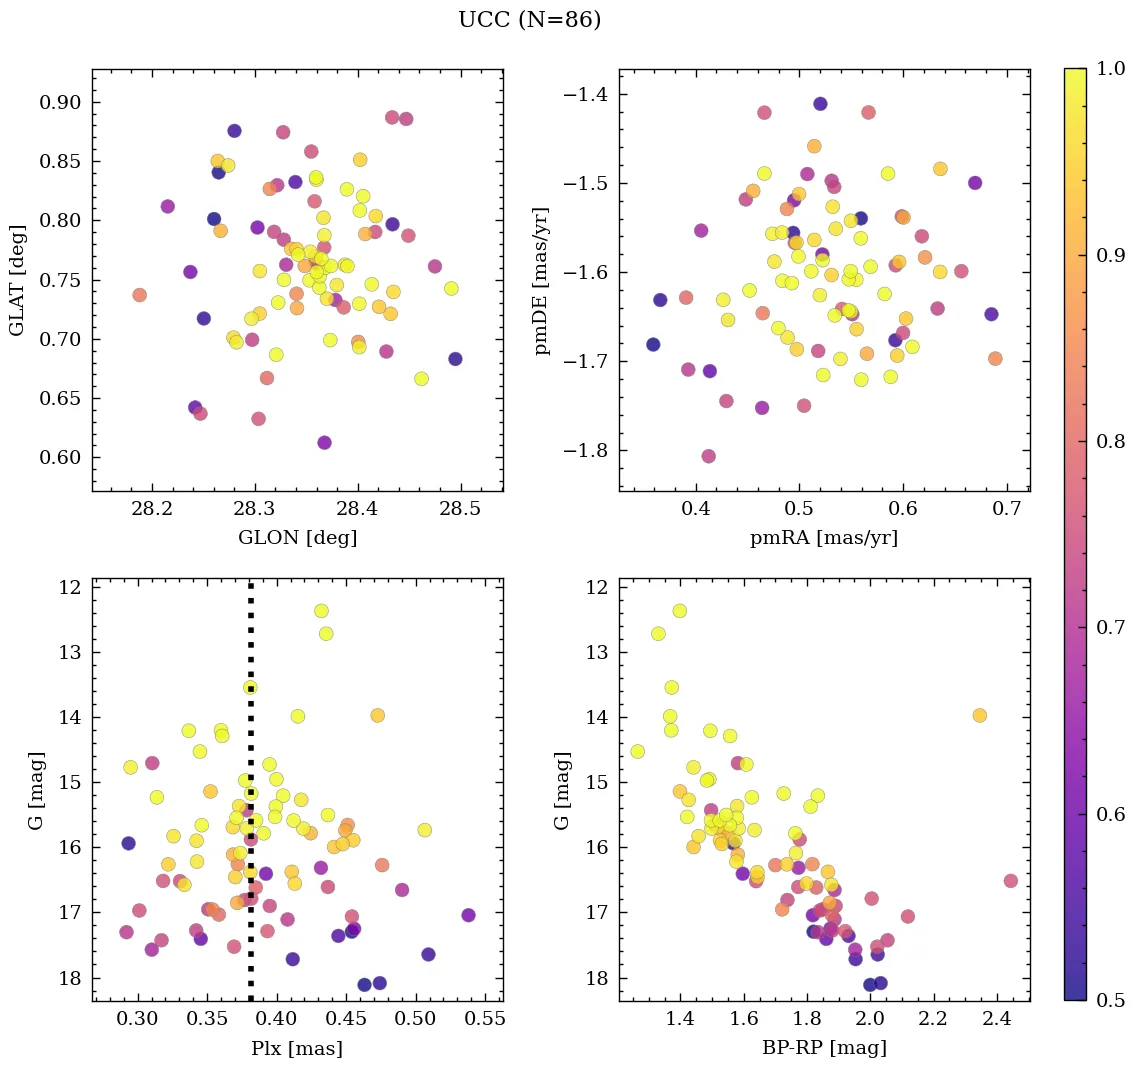 UCC (N=86)
0.90
0.85
0.80
0.75
0.70
0.65
0.60
GLAT [deg]
28.2 28.3 28.4 28.5
GLON [deg]
−1.4
−1.5
−1.6
−1.7
−1.8
pmDE [mas/yr]
0.4 0.5 0.6 0.7
pmRA [mas/yr]
1.0
0.9
0.8
0.7
0.6
0.5
12
13
14
15
16
17
18
G [mag]
0.30 0.35 0.40 0.45 0.50 0.55
Plx [mas]
12
13
14
15
16
17
18
G [mag]
1.4 1.6 1.8 2.0 2.2 2.4
BP-RP [mag]